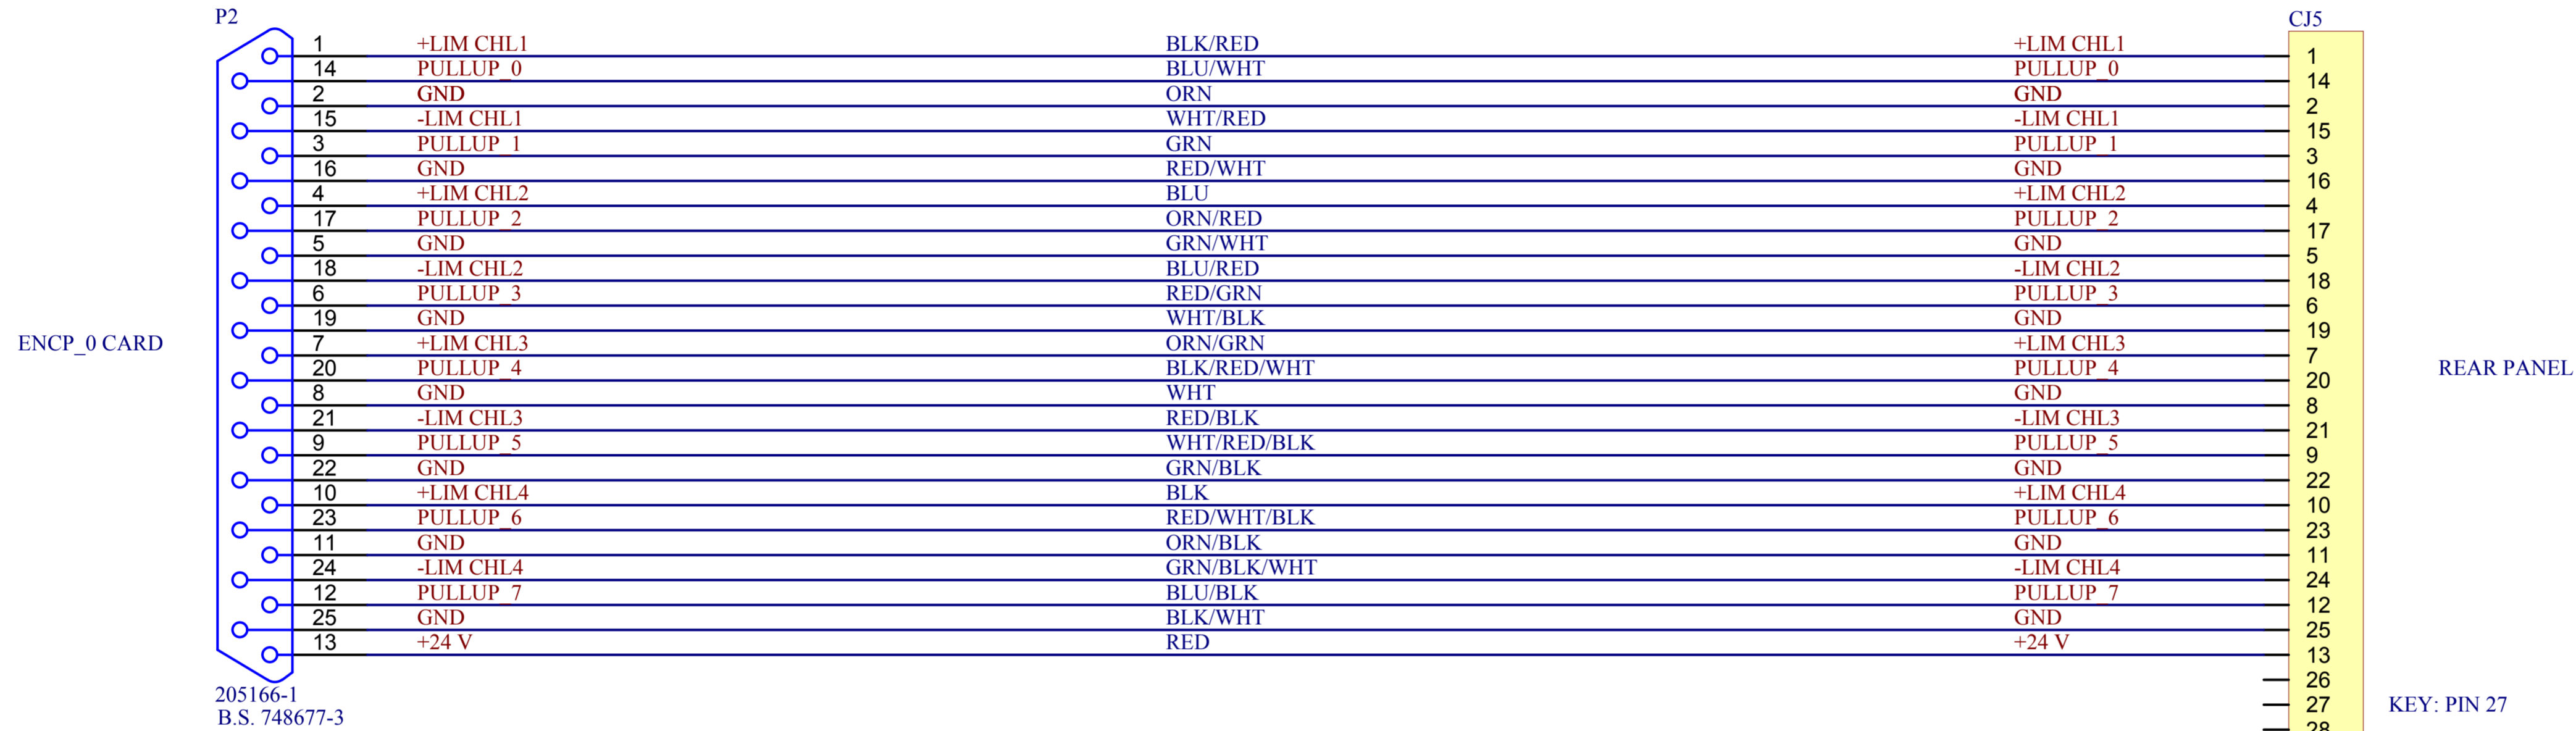 P2 CJ5
1 +LIM CHL1 BLK/RED +LIM CHL1 1
14 PULLUP_0 BLU/WHT PULLUP_0 14
2 GND ORN GND 2
15 -LIM CHL1 WHT/RED -LIM CHL1 15
3 PULLUP_1 GRN PULLUP_1 3
16 GND RED/WHT GND 16
4 +LIM CHL2 BLU +LIM CHL2 4
17 PULLUP_2 ORN/RED PULLUP_2 17
5 GND GRN/WHT GND 5
18 -LIM CHL2 BLU/RED -LIM CHL2 18
6 PULLUP_3 RED/GRN PULLUP_3 6
19 GND WHT/BLK GND 19
ENCP_0 CARD 7 +LIM CHL3 ORN/GRN +LIM CHL3 7
20 PULLUP_4 BLK/RED/WHT PULLUP_4 20 REAR PANEL
8 GND WHT GND 8
21 -LIM CHL3 RED/BLK -LIM CHL3 21
9 PULLUP_5 WHT/RED/BLK PULLUP_5 9
22 GND GRN/BLK GND 22
10 +LIM CHL4 BLK +LIM CHL4 10
23 PULLUP_6 RED/WHT/BLK PULLUP_6 23
11 GND ORN/BLK GND 11
24 -LIM CHL4 GRN/BLK/WHT -LIM CHL4 24
12 PULLUP_7 BLU/BLK PULLUP_7 12
25 GND BLK/WHT GND 25
13 +24 V RED +24 V 13
26
205166-1 27 KEY: PIN 27
B.S. 748677-3 28